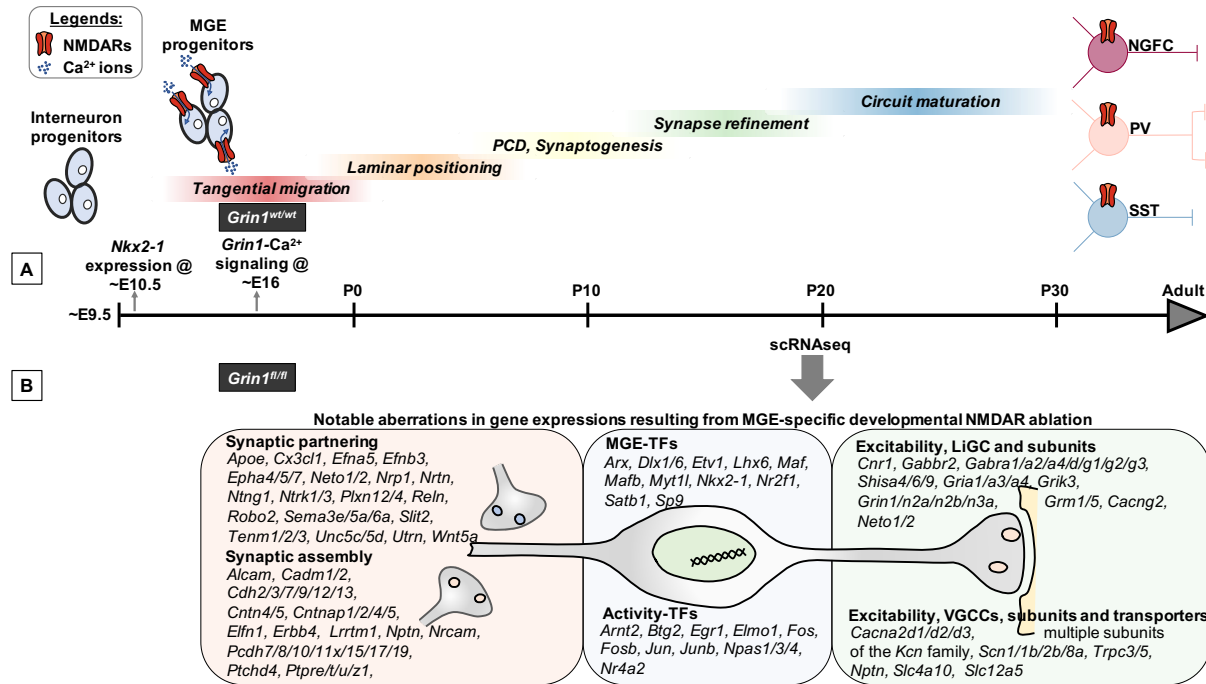 Legends:
NMDARs
Ca2+ ions
MGE
progenitors
Interneuron
progenitors
NGFC
PV
SST
Circuit maturation
Synapse refinement
PCD, Synaptogenesis
Laminar positioning
Tangential migration
Grin1wt/wt
A
Nkx2-1
expression @
~E10.5
Grin1-Ca2+
signaling @
~E16
~E9.5
P0
P10
P20
P30
Adult
scRNAseq
B
Grin1fl/fl
Notable aberrations in gene expressions resulting from MGE-specific developmental NMDAR ablation
Synaptic partnering
Apoe, Cx3cl1, Efna5, Efnb3,
Epha4/5/7, Neto1/2, Nrp1, Nrtn,
Ntng1, Ntrk1/3, Plxn12/4, Reln,
Robo2, Sema3e/5a/6a, Slit2,
Tenm1/2/3, Unc5c/5d, Utrn, Wnt5a
Synaptic assembly
Alcam, Cadm1/2,
Cdh2/3/7/9/12/13,
Cntn4/5, Cntnap1/2/4/5,
Elfn1, Erbb4, Lrrtm1, Nptn, Nrcam,
Pcdh7/8/10/11x/15/17/19,
Ptchd4, Ptpre/t/u/z1,
MGE-TFs
Arx, Dlx1/6, Etv1, Lhx6, Maf,
Mafb, Myt1l, Nkx2-1, Nr2f1,
Satb1, Sp9
Activity-TFs
Arnt2, Btg2, Egr1, Elmo1, Fos,
Fosb, Jun, Junb, Npas1/3/4,
Nr4a2
Excitability, LiGC and subunits
Cnr1, Gabbr2, Gabra1/a2/a4/d/g1/g2/g3,
Shisa4/6/9, Gria1/a3/a4, Grik3,
Grin1/n2a/n2b/n3a, Grm1/5, Cacng2,
Neto1/2
Excitability, VGCCs, subunits and transporters
Cacna2d1/d2/d3, multiple subunits
of the Kcn family, Scn1/1b/2b/8a, Trpc3/5,
Nptn, Slc4a10, Slc12a5